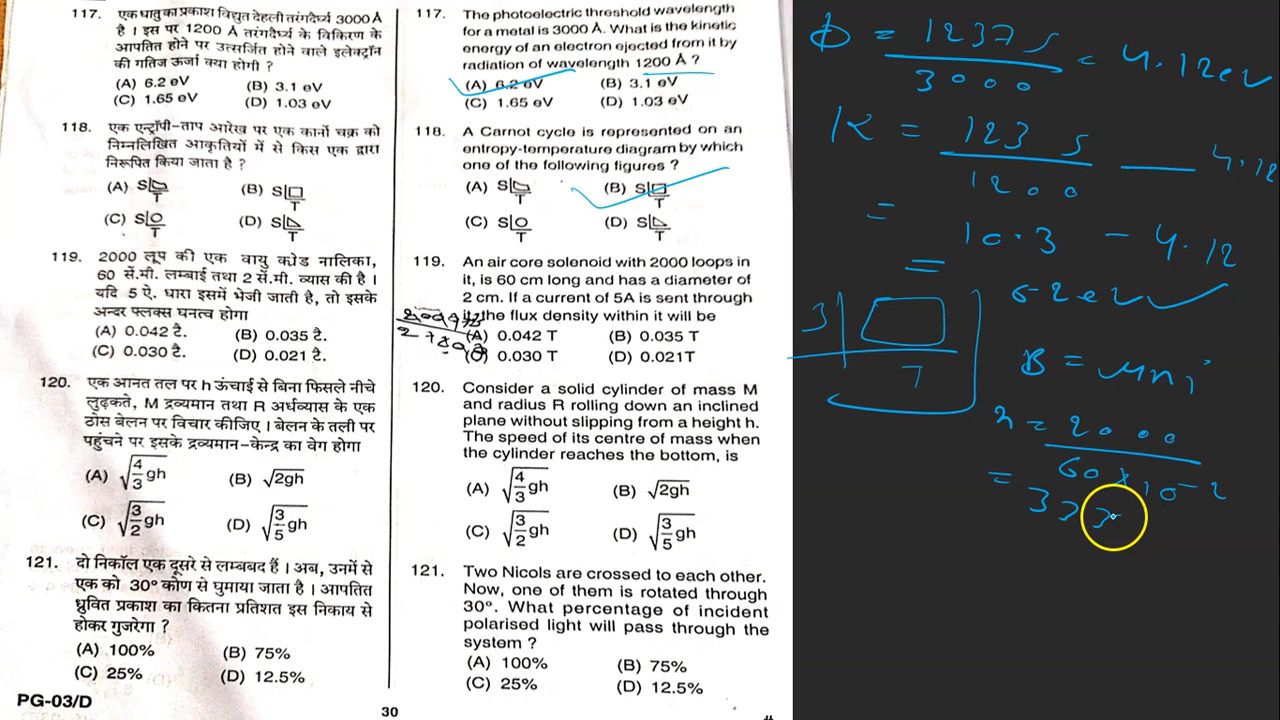 117. एक धातु का प्रकाश विद्युत देहली तरंगदैर्घ्य 3000 Å
है । इस पर 1200 Å तरंगदैर्घ्य के विकिरण के
आपतित होने पर उत्सर्जित होने वाले इलेक्ट्रॉन
की गतिज ऊर्जा क्या होगी ?
(A) 6.2 eV (B) 3.1 eV
(C) 1.65 eV (D) 1.03 eV
118. एक एन्ट्रॉपी-ताप आरेख पर एक कार्नो चक्र को
निम्नलिखित आकृतियों में से किस एक द्वारा
निरूपित किया जाता है ?
(A) S T (B) S T
(C) S T (D) S T
119. 2000 लूप की एक वायु क्रोड नालिका,
60 सें.मी. लम्बाई तथा 2 सें.मी. व्यास की है ।
यदि 5 ऐ. धारा इसमें भेजी जाती है, तो इसके
अन्दर फ्लक्स घनत्व होगा
(A) 0.042 टै. (B) 0.035 टै.
(C) 0.030 टै. (D) 0.021 टै.
120. एक आनत तल पर h ऊंचाई से बिना फिसले नीचे
लुढ़कते, M द्रव्यमान तथा R अर्धव्यास के एक
ठोस बेलन पर विचार कीजिए । बेलन के तली पर
पहुंचने पर इसके द्रव्यमान-केन्द्र का वेग होगा
(A) √4/3 gh (B) √2gh
(C) √3/2 gh (D) √3/5 gh
121. दो निकॉल एक दूसरे से लम्बबद हैं । अब, उनमें से
एक को 30° कोण से घुमाया जाता है । आपतित
ध्रुवित प्रकाश का कितना प्रतिशत इस निकाय से
होकर गुजरेगा ?
(A) 100% (B) 75%
(C) 25% (D) 12.5%
PG-03/D
30
117. The photoelectric threshold wavelength
for a metal is 3000 Å. What is the kinetic
energy of an electron ejected from it by
radiation of wavelength 1200 Å ?
(A) 6.2 eV (B) 3.1 eV
(C) 1.65 eV (D) 1.03 eV
118. A Carnot cycle is represented on an
entropy-temperature diagram by which
one of the following figures ?
(A) S T (B) S T
(C) S T (D) S T
119. An air core solenoid with 2000 loops in
it, is 60 cm long and has a diameter of
2 cm. If a current of 5A is sent through
it, the flux density within it will be
(A) 0.042 T (B) 0.035 T
(C) 0.030 T (D) 0.021T
120. Consider a solid cylinder of mass M
and radius R rolling down an inclined
plane without slipping from a height h.
The speed of its centre of mass when
the cylinder reaches the bottom, is
(A) √4/3 gh (B) √2gh
(C) √3/2 gh (D) √3/5 gh
121. Two Nicols are crossed to each other.
Now, one of them is rotated through
30°. What percentage of incident
polarised light will pass through the
system ?
(A) 100% (B) 75%
(C) 25% (D) 12.5%
#
3000 = 4.12eV
K = 1200 — 4.12
= 10.3 - 4.12
=
B = μni
n = 2000
60 x 10-2
=